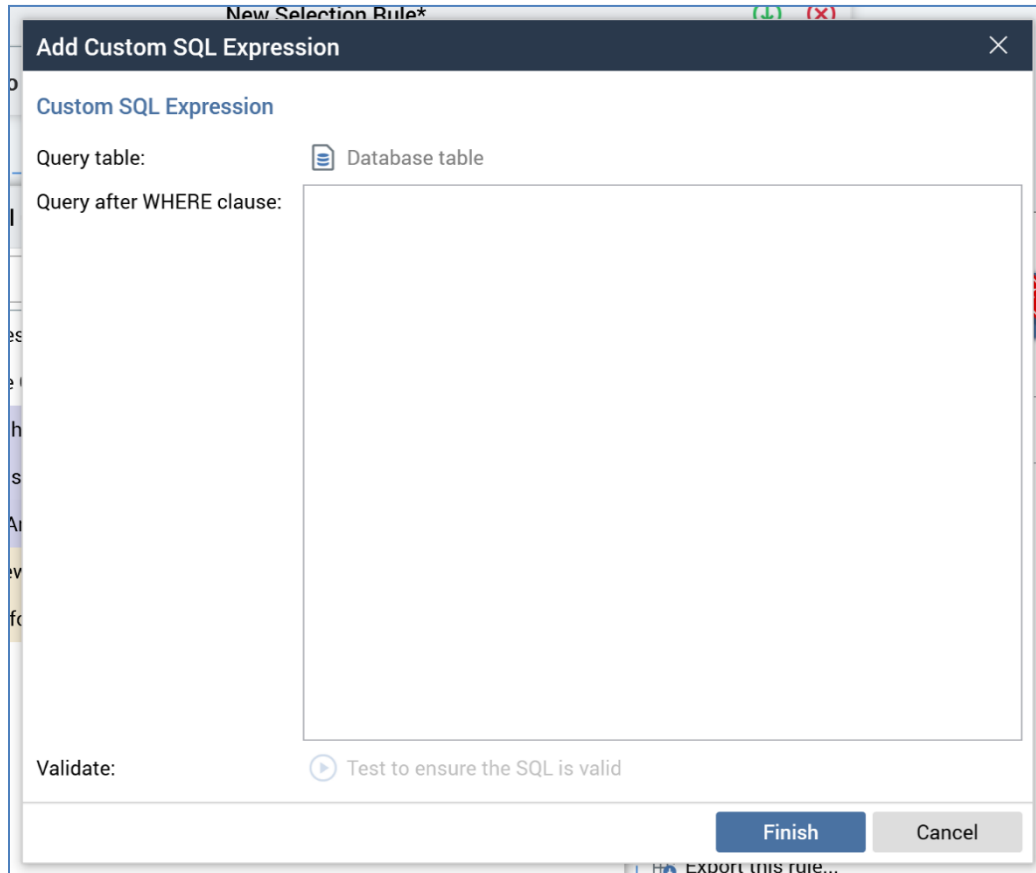 New Selection Rule*
Add Custom SQL Expression
Custom SQL Expression
Query table:
Database table
Query after WHERE clause:
Validate:
Test to ensure the SQL is valid
Finish
Cancel
Export this rule...